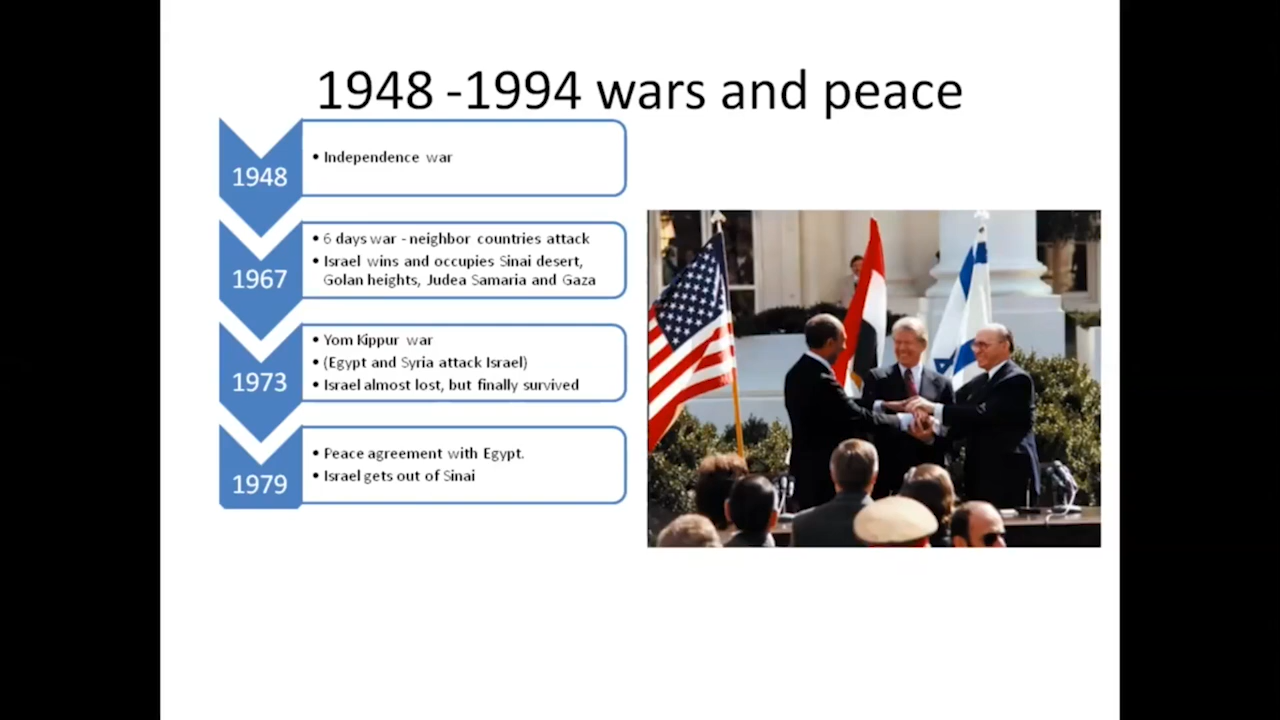 1948 -1994 wars and peace
1948
• Independence war
1967
• 6 days war - neighbor countries attack
• Israel wins and occupies Sinai desert,
Golan heights, Judea Samaria and Gaza
1973
• Yom Kippur war
• (Egypt and Syria attack Israel)
• Israel almost lost, but finally survived
1979
• Peace agreement with Egypt.
• Israel gets out of Sinai